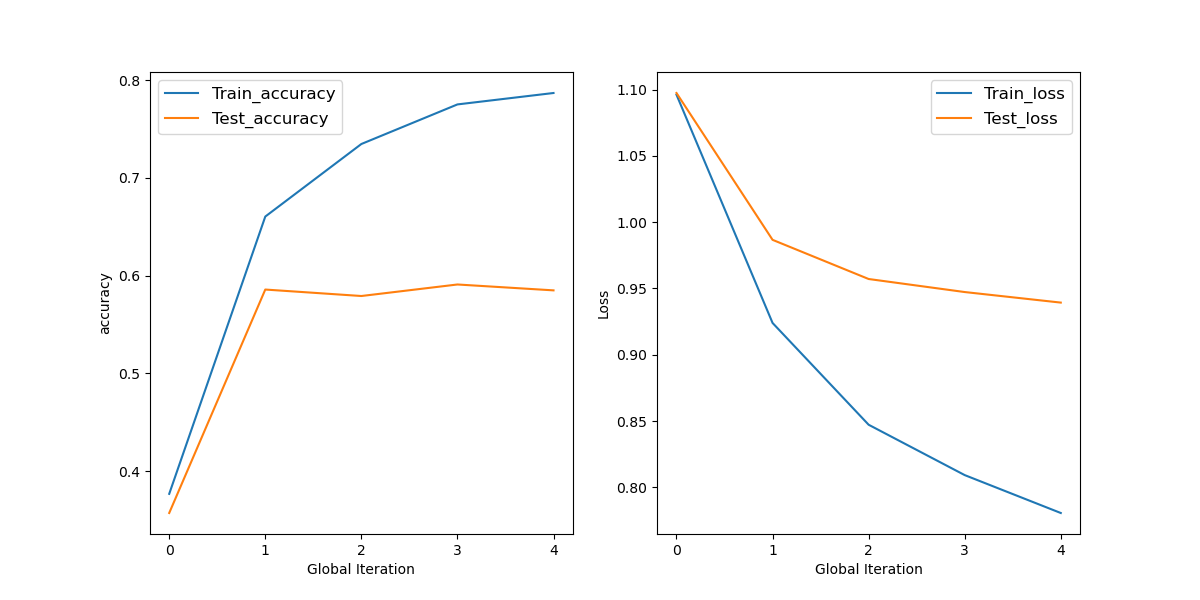 Train_accuracy
Test_accuracy
accuracy
0.8
0.7
0.6
0.5
0.4
0 1 2 3 4
Global Iteration
Train_loss
Test_loss
Loss
1.10
1.05
1.00
0.95
0.90
0.85
0.80
0 1 2 3 4
Global Iteration